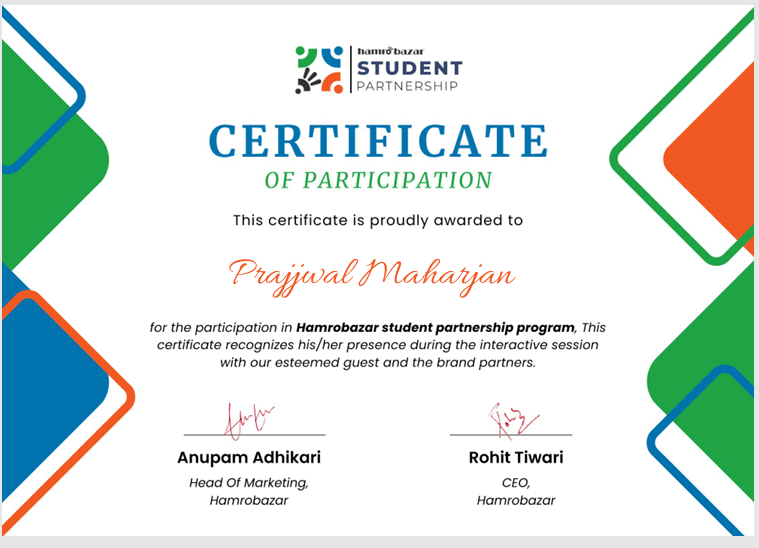 hamrobazar
STUDENT
PARTNERSHIP
CERTIFICATE
OF PARTICIPATION
This certificate is proudly awarded to
Prajjwal Maharjan
for the participation in Hamrobazar student partnership program, This
certificate recognizes his/her presence during the interactive session
with our esteemed guest and the brand partners.
Anupam Adhikari
Head Of Marketing,
Hamrobazar
Rohit Tiwari
CEO,
Hamrobazar